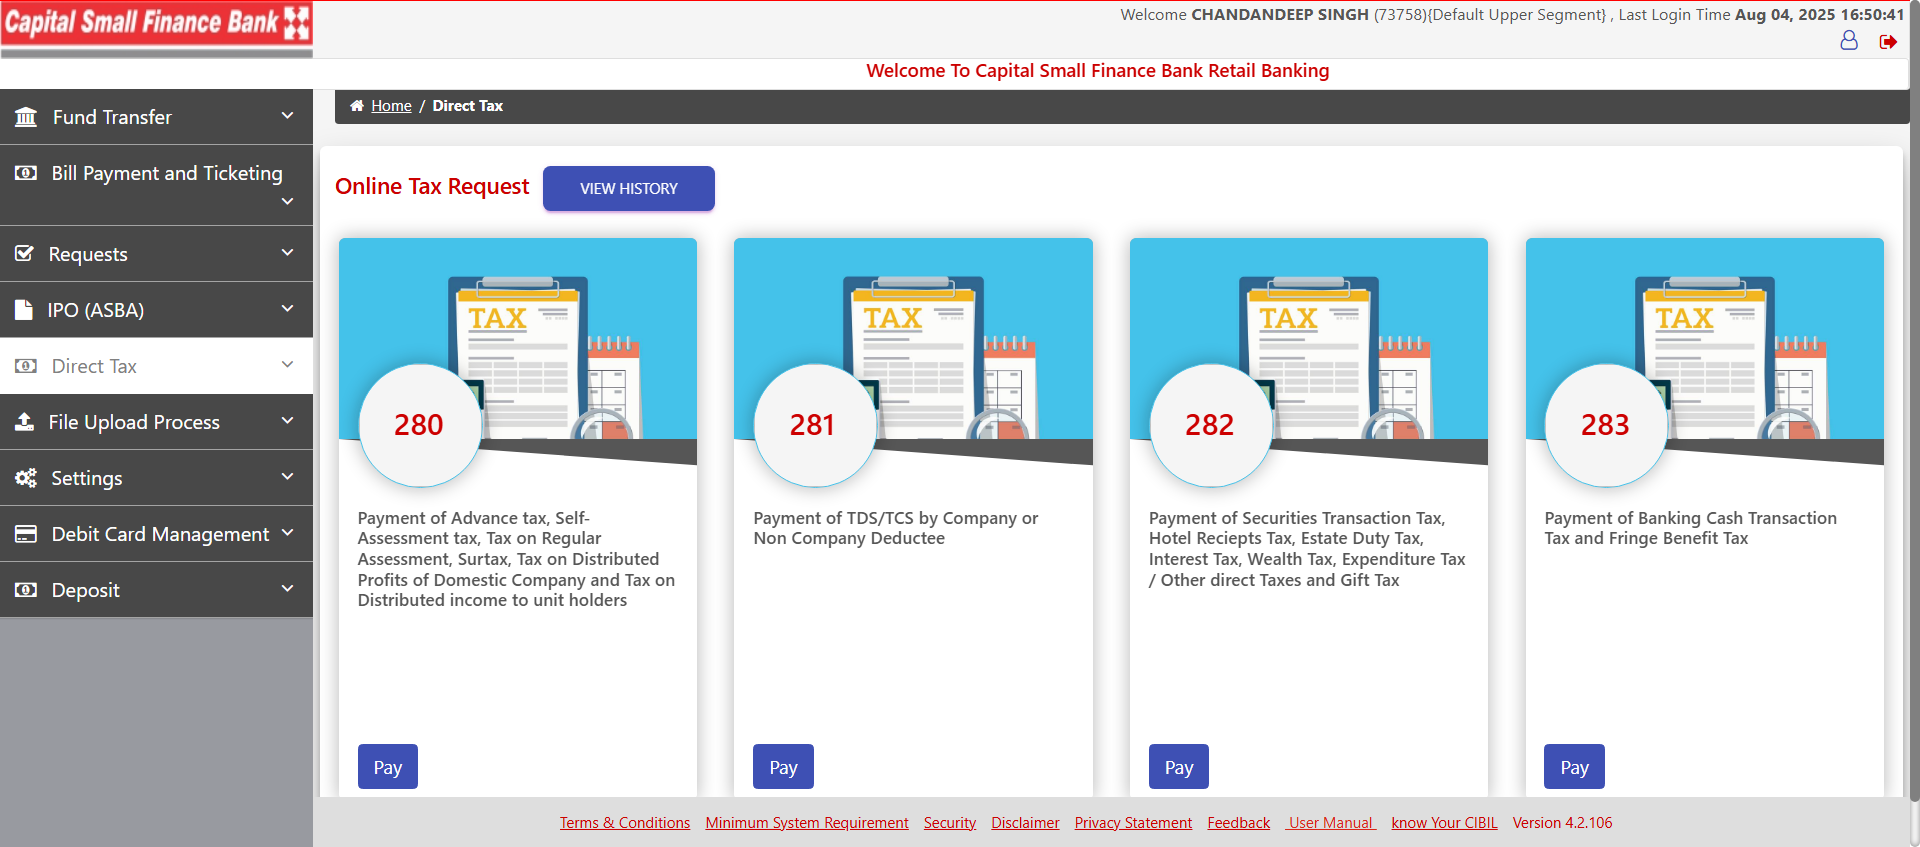 Capital Small Finance Bank
Welcome CHANDANDEEP SINGH (73758){Default Upper Segment} , Last Login Time Aug 04, 2025 16:50:41
Welcome To Capital Small Finance Bank Retail Banking
Fund Transfer
Bill Payment and Ticketing
Requests
IPO (ASBA)
Direct Tax
File Upload Process
Settings
Debit Card Management
Deposit
Home / Direct Tax
Online Tax Request
VIEW HISTORY
TAX
280
Payment of Advance tax, Self-
Assessment tax, Tax on Regular
Assessment, Surtax, Tax on Distributed
Profits of Domestic Company and Tax on
Distributed income to unit holders
Pay
TAX
281
Payment of TDS/TCS by Company or
Non Company Deductee
Pay
TAX
282
Payment of Securities Transaction Tax,
Hotel Reciepts Tax, Estate Duty Tax,
Interest Tax, Wealth Tax, Expenditure Tax
/ Other direct Taxes and Gift Tax
Pay
TAX
283
Payment of Banking Cash Transaction
Tax and Fringe Benefit Tax
Pay
Terms & Conditions Minimum System Requirement Security Disclaimer Privacy Statement Feedback User Manual know Your CIBIL Version 4.2.106